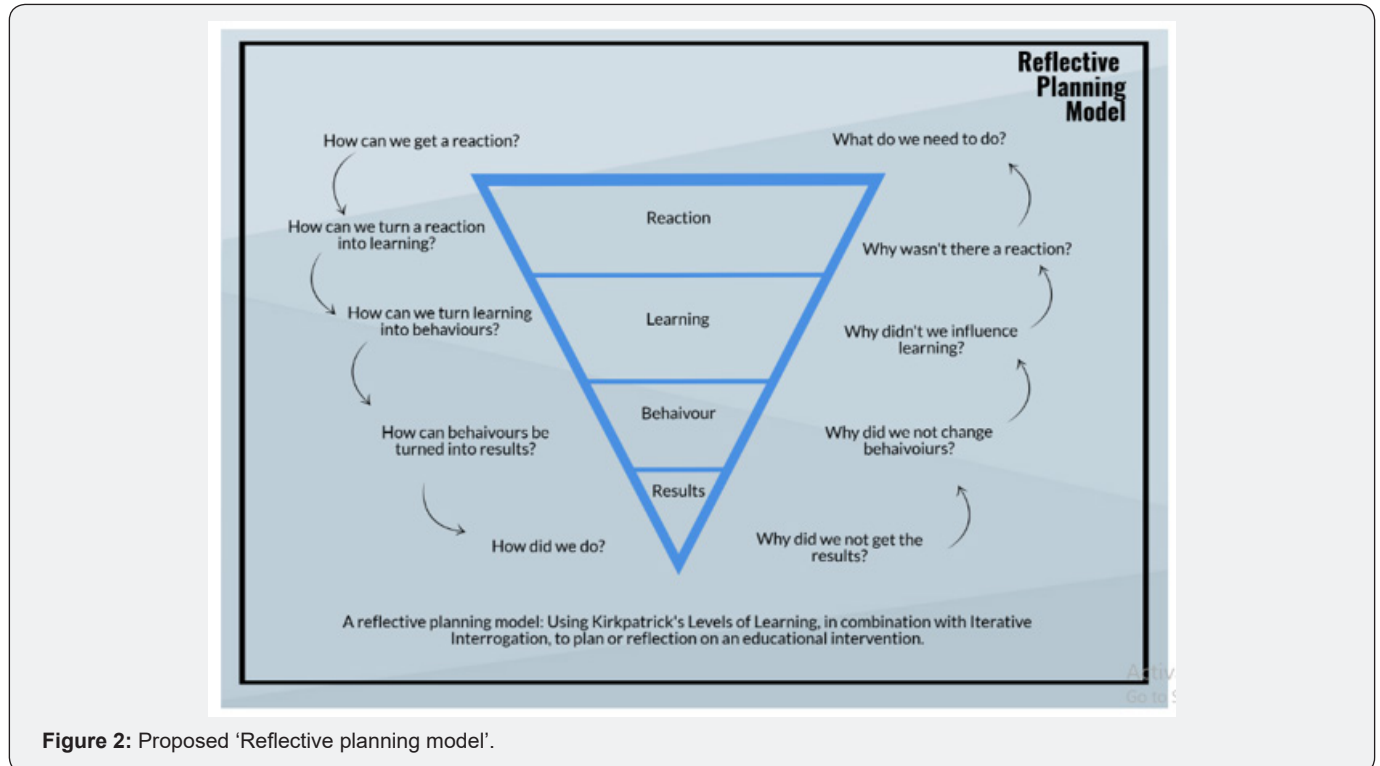 Reflective
Planning
Model
How can we get a reaction?
How can we turn a reaction
into learning?
How can we turn learning
into behaviours?
How can behaivours be
turned into results?
How did we do?
Reaction
Learning
Behaivour
Results
What do we need to do?
Why wasn't there a reaction?
Why didn't we influence
learning?
Why did we not change
behaivoiurs?
Why did we not get the
results?
A reflective planning model: Using Kirkpatrick's Levels of Learning, in combination with Iterative
Interrogation, to plan or reflection on an educational intervention.
Go to
Figure 2: Proposed ‘Reflective planning model’.